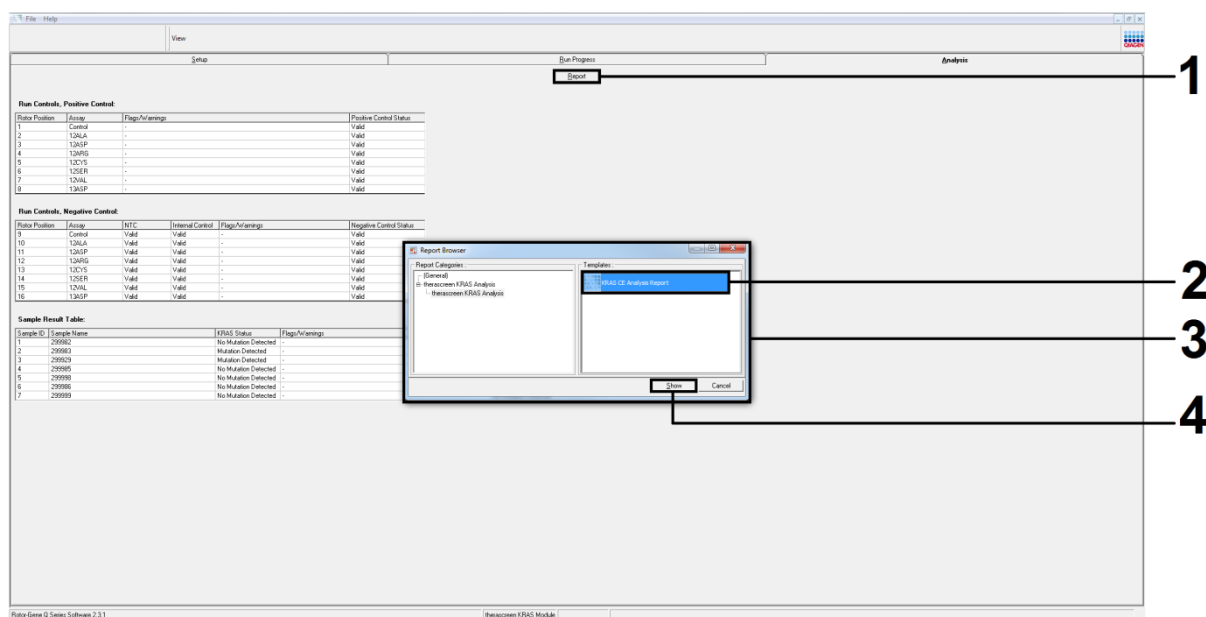 File Help
View
QIAGEN
Setup Run Progress Analysis
Report
1
Run Controls, Positive Control:
Rotor Position Assay Flags/Warnings Positive Control Status
1 Control - Valid
2 12ALA - Valid
3 12ASP - Valid
4 12ARG - Valid
5 12CYS - Valid
6 12SER - Valid
7 12VAL - Valid
8 13ASP - Valid
Run Controls, Negative Control:
Rotor Position Assay NTC Internal Control Flags/Warnings Negative Control Status
9 Control Valid Valid - Valid
10 12ALA Valid Valid -
11 12ASP Valid Valid -
12 12ARG Valid Valid -
13 12CYS Valid Valid -
14 12SER Valid Valid -
15 12VAL Valid Valid -
16 13ASP Valid Valid -
Report Browser
Report Categories.. Templates..
(General)
therascreen KRAS Analysis
therascreen KRAS Analysis
KRAS CE Analysis Report
2
3
Show Cancel
4
Sample Result Table:
Sample ID Sample Name KRAS Status Flags/Warnings
1 299982 No Mutation Detected -
2 299983 Mutation Detected -
3 299929 Mutation Detected -
4 299985 No Mutation Detected -
5 299998 No Mutation Detected -
6 299986 No Mutation Detected -
7 299999 No Mutation Detected -
Rotor-Gene Q Series Software 2.3.1 therascreen KRAS Module